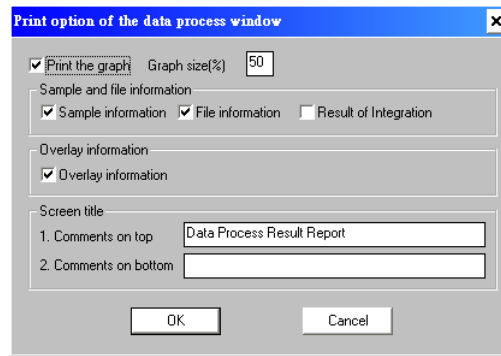 Print option of the data process window
Print the graph Graph size(%) 50
Sample and file information
Sample information File information Result of Integration
Overlay information
Overlay information
Screen title
1. Comments on top Data Process Result Report
2. Comments on bottom
OK Cancel